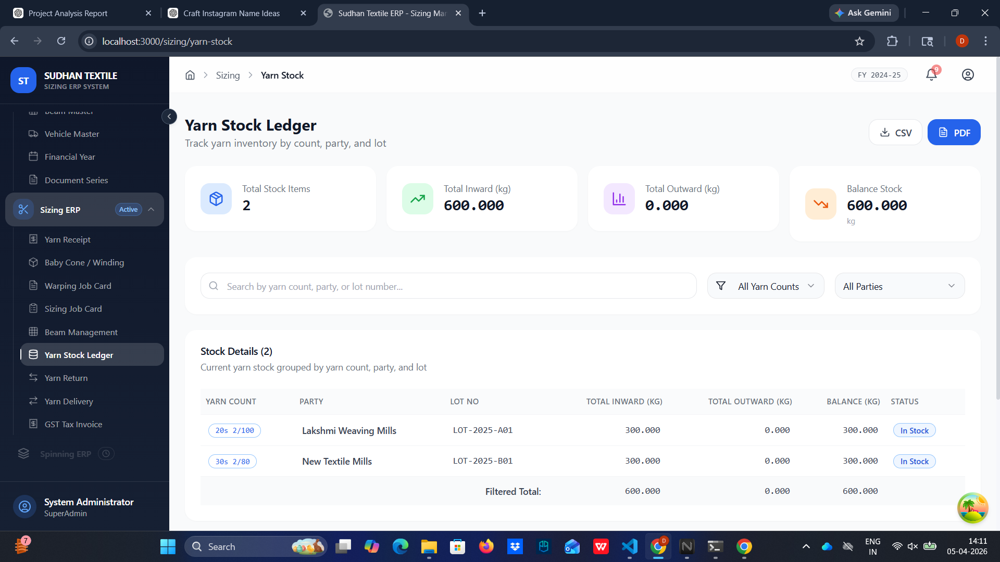 Project Analysis Report
Craft Instagram Name Ideas
Sudhan Textile ERP - Sizing Mar
Ask Gemini
localhost:3000/sizing/yarn-stock
D
ST
SUDHAN TEXTILE
SIZING ERP SYSTEM
Beam Master
Vehicle Master
Financial Year
Document Series
Sizing ERP
Active
Yarn Receipt
Baby Cone / Winding
Warping Job Card
Sizing Job Card
Beam Management
Yarn Stock Ledger
Yarn Return
Yarn Delivery
GST Tax Invoice
Spinning ERP
System Administrator
SuperAdmin
Sizing
Yarn Stock
FY 2024-25
9
Yarn Stock Ledger
Track yarn inventory by count, party, and lot
CSV
PDF
Total Stock Items
2
Total Inward (kg)
600.000
Total Outward (kg)
0.000
Balance Stock
600.000
kg
Search by yarn count, party, or lot number...
All Yarn Counts
All Parties
Stock Details (2)
Current yarn stock grouped by yarn count, party, and lot
YARN COUNT PARTY LOT NO TOTAL INWARD (KG) TOTAL OUTWARD (KG) BALANCE (KG) STATUS
20s 2/100 Lakshmi Weaving Mills LOT-2025-A01 300.000 0.000 300.000 In Stock
30s 2/80 New Textile Mills LOT-2025-B01 300.000 0.000 300.000 In Stock
Filtered Total: 600.000 0.000 600.000
7
Search
D
ENG
IN
14:11
05-04-2026